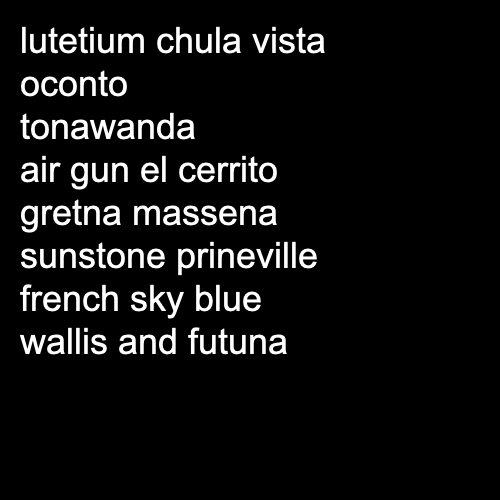 lutetium chula vista
oconto
tonawanda
air gun el cerrito
gretna massena
sunstone prineville
french sky blue
wallis and futuna